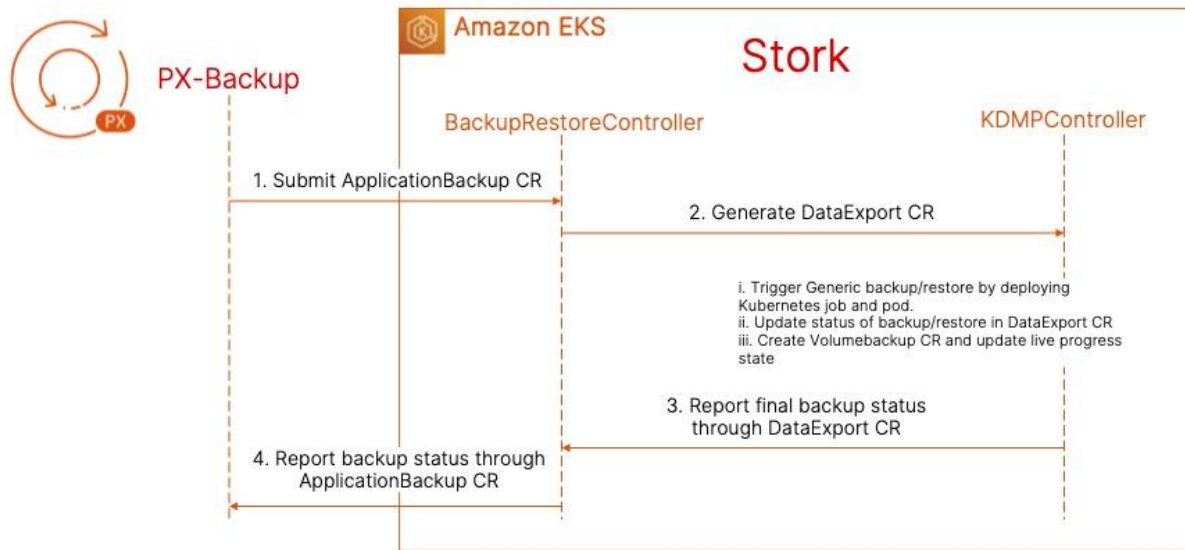 Amazon EKS
Stork
PX-Backup
PX
BackupRestoreController
KDMPController
1. Submit ApplicationBackup CR
2. Generate DataExport CR
i. Trigger Generic backup/restore by deploying
Kubernetes job and pod.
ii. Update status of backup/restore in DataExport CR
iii. Create Volumebackup CR and update live progress
state
3. Report final backup status
through DataExport CR
4. Report backup status through
ApplicationBackup CR